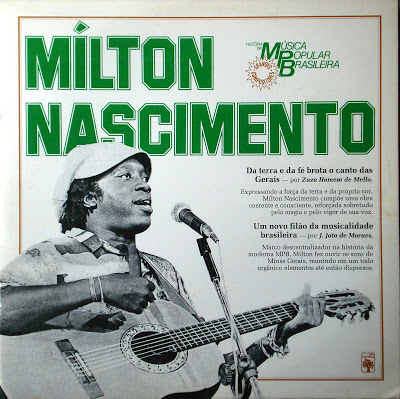 MÍLTON
NASCIMENTO
HISTÓRIA
DA MÚSICA
POPULAR
BRASILEIRA
GRANDES
Da terra e da fé brota o canto das
Gerais — por Zuza Homem de Mello.
Expressando a força da terra e da própria cor,
Mílton Nascimento compõe uma obra
coerente e consciente, reforçada sobretudo
pela magia e pelo vigor de sua voz.
Um novo filão da musicalidade
brasileira — por J. Jota de Moraes.
Marco descentralizador na história da
moderna MPB, Mílton fez ouvir os sons de
Minas Gerais, reunindo em um todo
orgânico elementos até então dispersos.